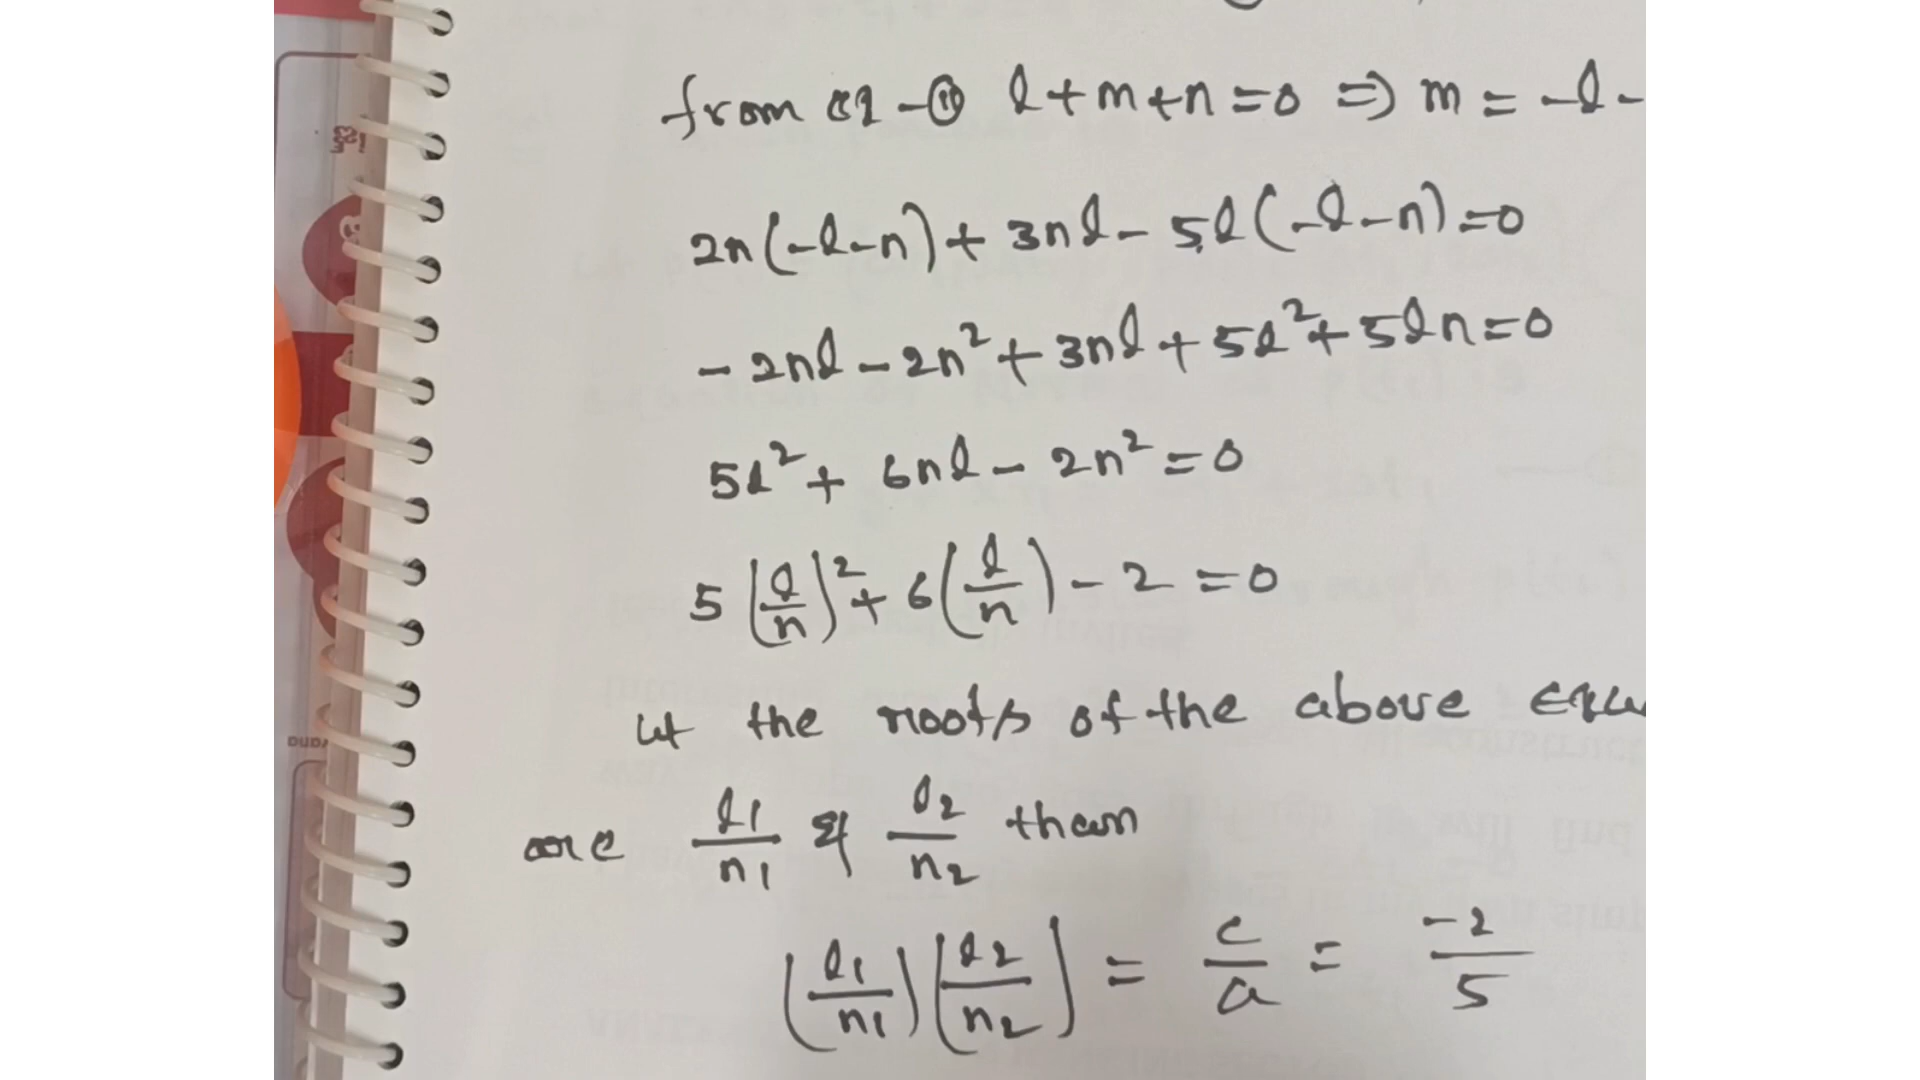 from eq - (11) l+m+n=0 ⇒ m = -l-
2n(-l-n)+3nl-5l(-l-n)=0
-2nl-2n²+3nl+5l²+5ln=0
5l²+6nl-2n²=0
5(l/n)²+6(l/n)-2=0
let the roots of the above equ
are l1/n1 & l2/n2 then
(l1/n1)(l2/n2) = c/a = -2/5